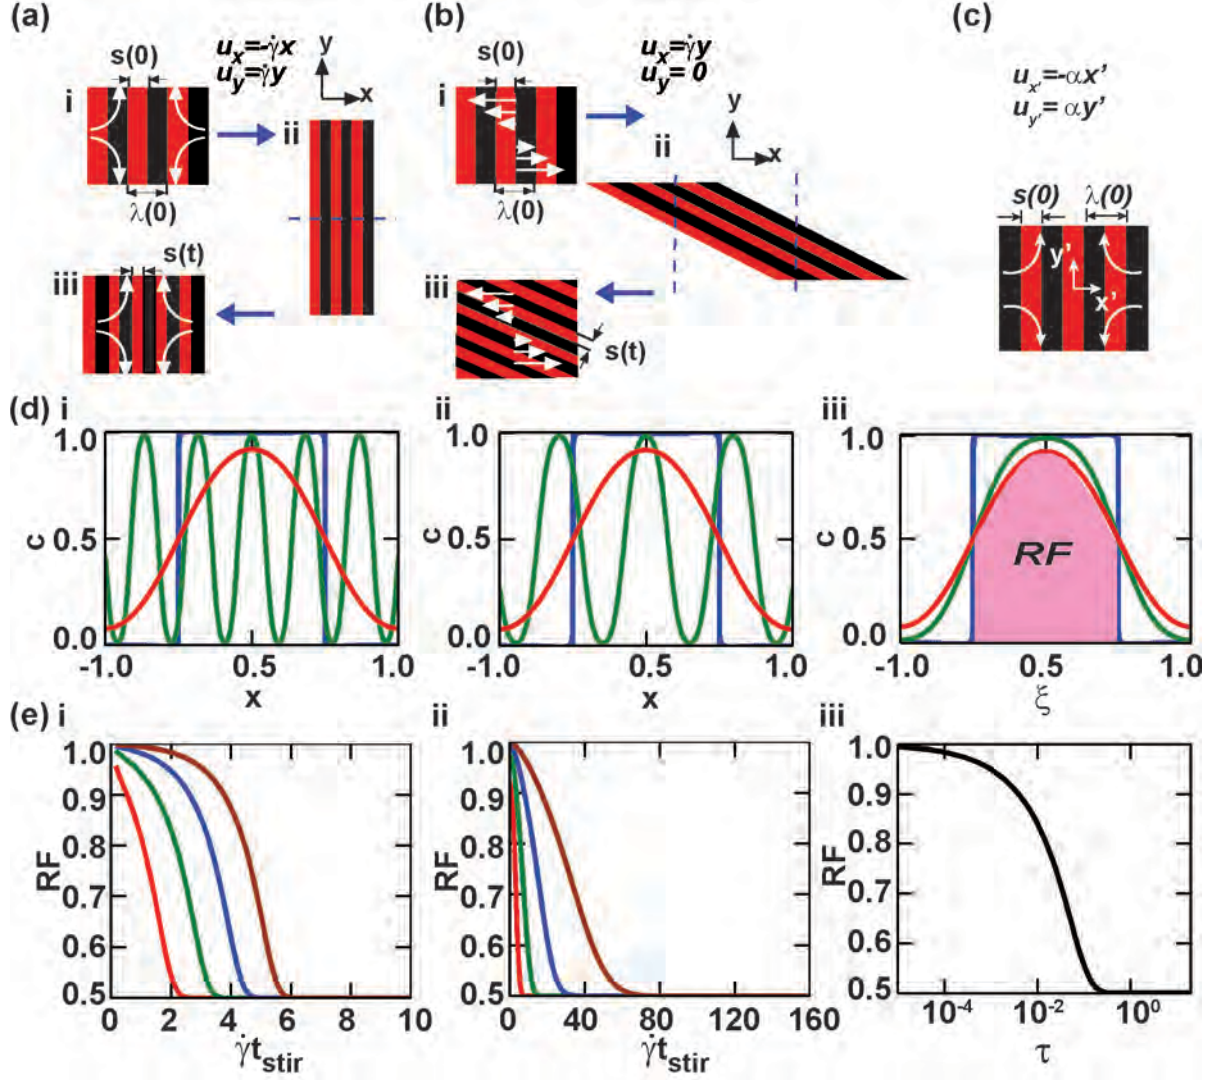 (a)
s(0)
u_x=-γ̇x
u_y=γ̇y
y
x
i
ii
λ(0)
s(t)
iii
(b)
s(0)
u_x=γ̇y
u_y= 0
y
x
i
ii
λ(0)
iii
s(t)
(c)
u_x'=-αx'
u_y'= αy'
s(0) λ(0)
y'
x'
(d) i
1.0
c 0.5
0.0
-1.0 0.5 1.0
x
ii
1.0
c 0.5
0.0
-1.0 0.5 1.0
x
iii
1.0
c 0.5
0.0
RF
-1.0 0.5 1.0
ξ
(e) i
1.0
0.9
0.8
RF
0.7
0.6
0.5
0 2 4 6 8 10
γ̇t_stir
ii
1.0
0.9
0.8
RF
0.7
0.6
0.5
0 40 80 120 160
γ̇t_stir
iii
1.0
0.9
0.8
RF
0.7
0.6
0.5
10⁻⁴ 10⁻² 10⁰
τ